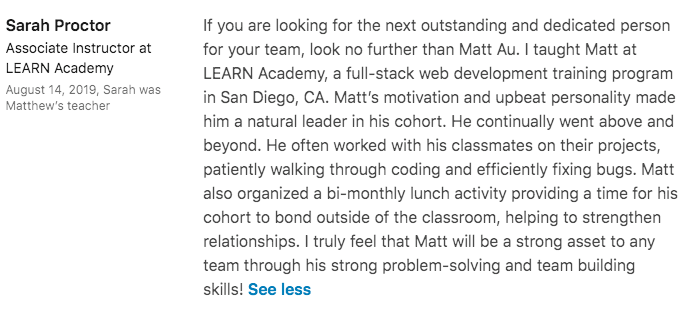 Sarah Proctor
Associate Instructor at
LEARN Academy
August 14, 2019, Sarah was
Matthew's teacher
If you are looking for the next outstanding and dedicated person
for your team, look no further than Matt Au. I taught Matt at
LEARN Academy, a full-stack web development training program
in San Diego, CA. Matt's motivation and upbeat personality made
him a natural leader in his cohort. He continually went above and
beyond. He often worked with his classmates on their projects,
patiently walking through coding and efficiently fixing bugs. Matt
also organized a bi-monthly lunch activity providing a time for his
cohort to bond outside of the classroom, helping to strengthen
relationships. I truly feel that Matt will be a strong asset to any
team through his strong problem-solving and team building
skills! See less